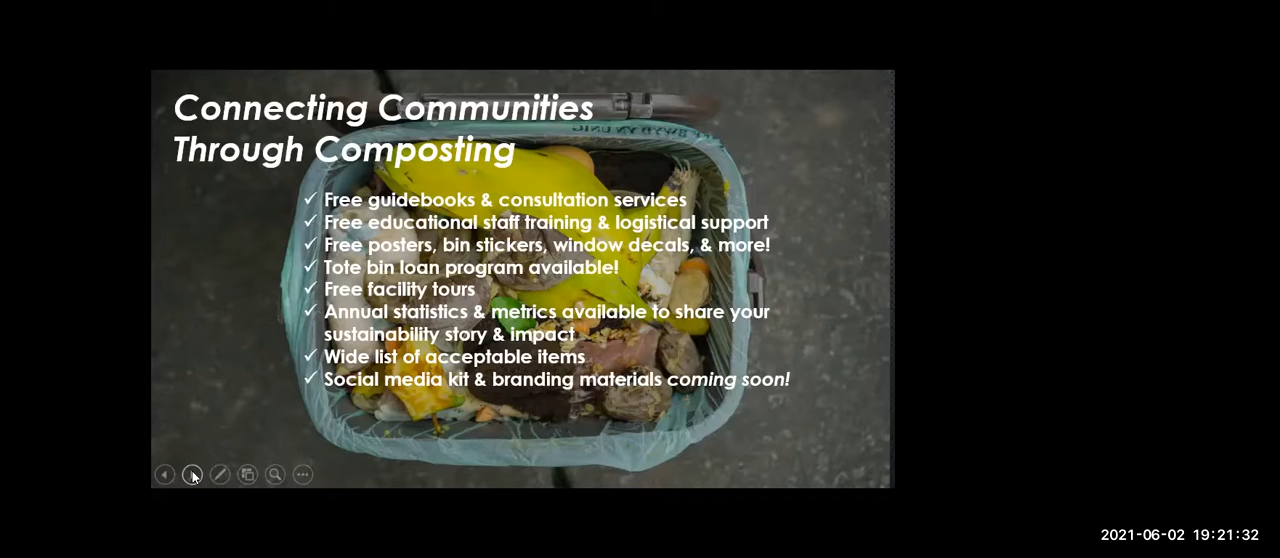 Connecting Communities
Through Composting
✓ Free guidebooks & consultation services
✓ Free educational staff training & logistical support
✓ Free posters, bin stickers, window decals, & more!
✓ Tote bin loan program available!
✓ Free facility tours
✓ Annual statistics & metrics available to share your
sustainability story & impact
✓ Wide list of acceptable items
✓ Social media kit & branding materials coming soon!
2021-06-02 19:21:32